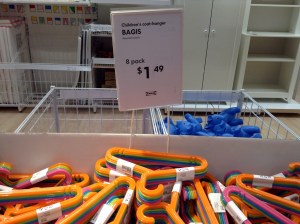 Children's coat-hanger
BAGIS
8 pack
$1.49